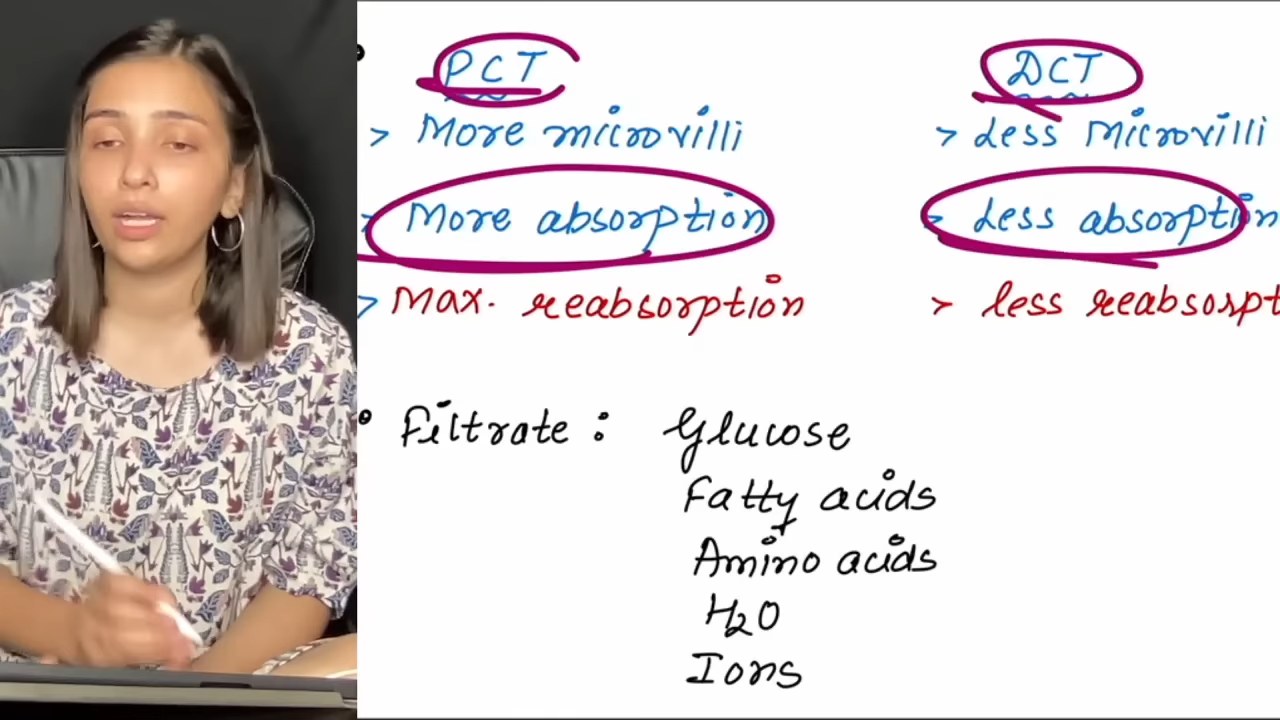 PCT DCT
> More microvilli > Less Microvilli
> More absorption > Less absorption
> Max. reabsorption > less reabsorpt
• Filtrate : Glucose
Fatty acids
Amino acids
H2O
Ions